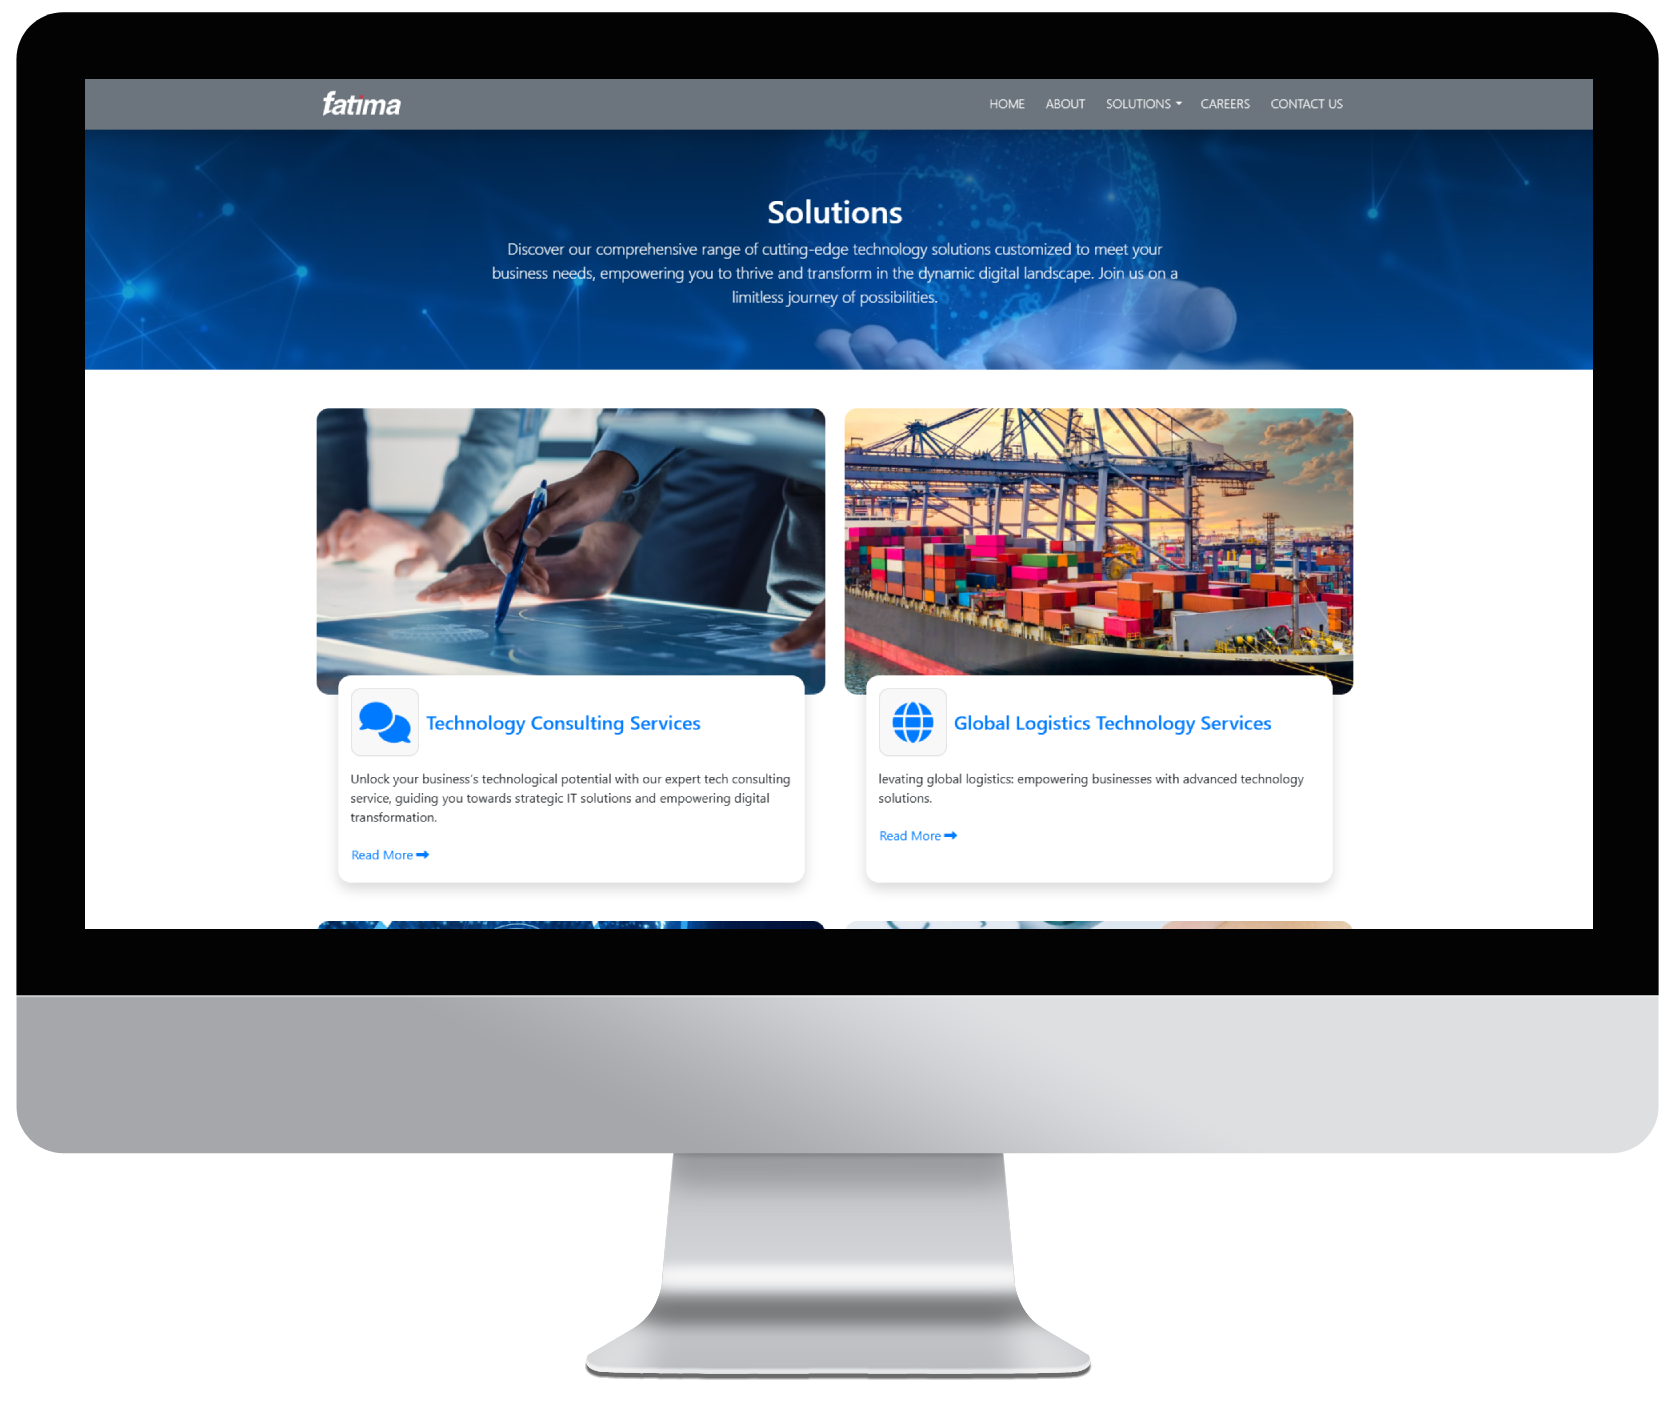 fatima
HOME ABOUT SOLUTIONS CAREERS CONTACT US
Solutions
Discover our comprehensive range of cutting-edge technology solutions customized to meet your
business needs, empowering you to thrive and transform in the dynamic digital landscape. Join us on a
limitless journey of possibilities.
Technology Consulting Services
Unlock your business's technological potential with our expert tech consulting
service, guiding you towards strategic IT solutions and empowering digital
transformation.
Read More
Global Logistics Technology Services
levating global logistics: empowering businesses with advanced technology
solutions.
Read More